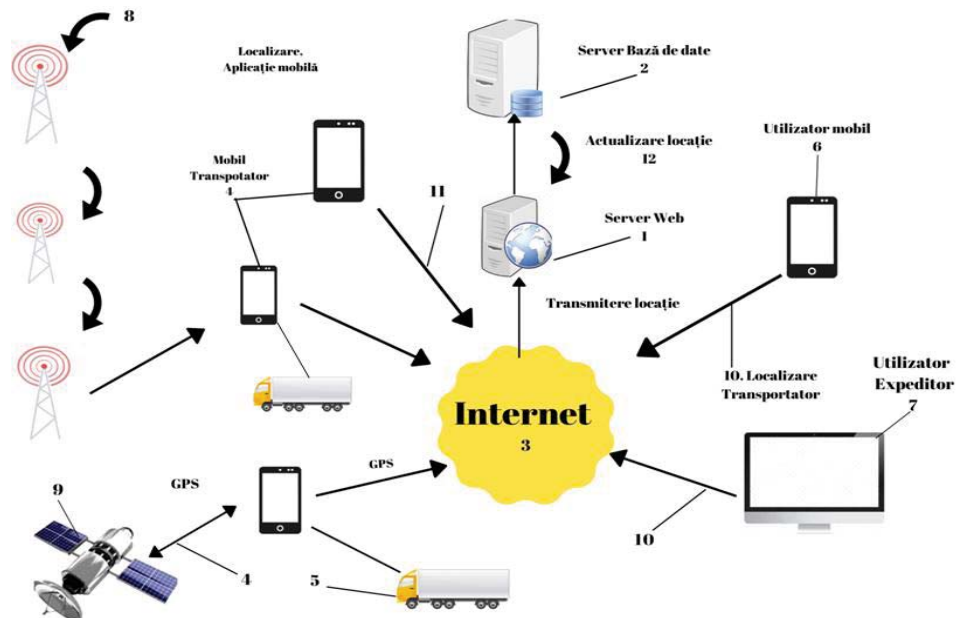 8
Localizare.
Aplicație mobilă
Server Bază de date
2
Utilizator mobil
6
Mobil
Transpotator
4
11
Actualizare locație
12
Server Web
1
Transmitere locație
10. Localizare
Transportator
Utilizator
Expeditor
7
Internet
3
GPS
GPS
9
4
5
10